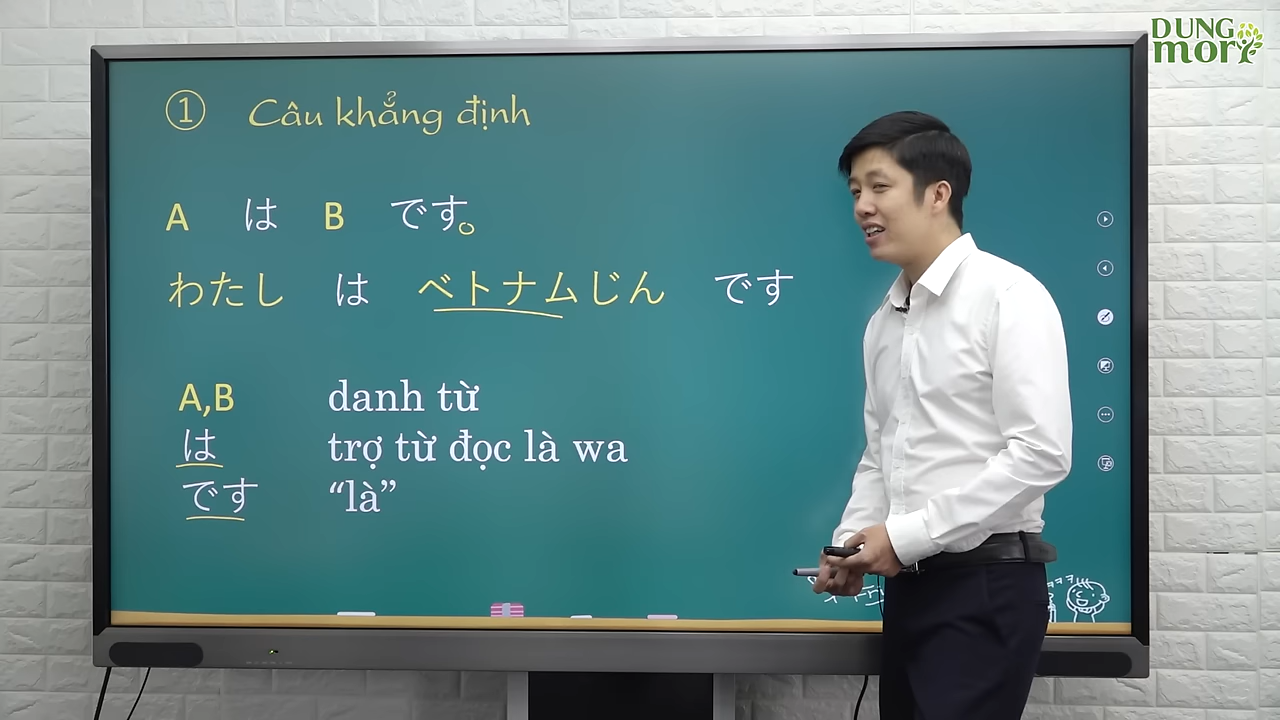 DUNG
mori
① Câu khẳng định
A は B です。
わたし は ベトナムじん です
A,B danh từ
は trợ từ đọc là wa
です “là”